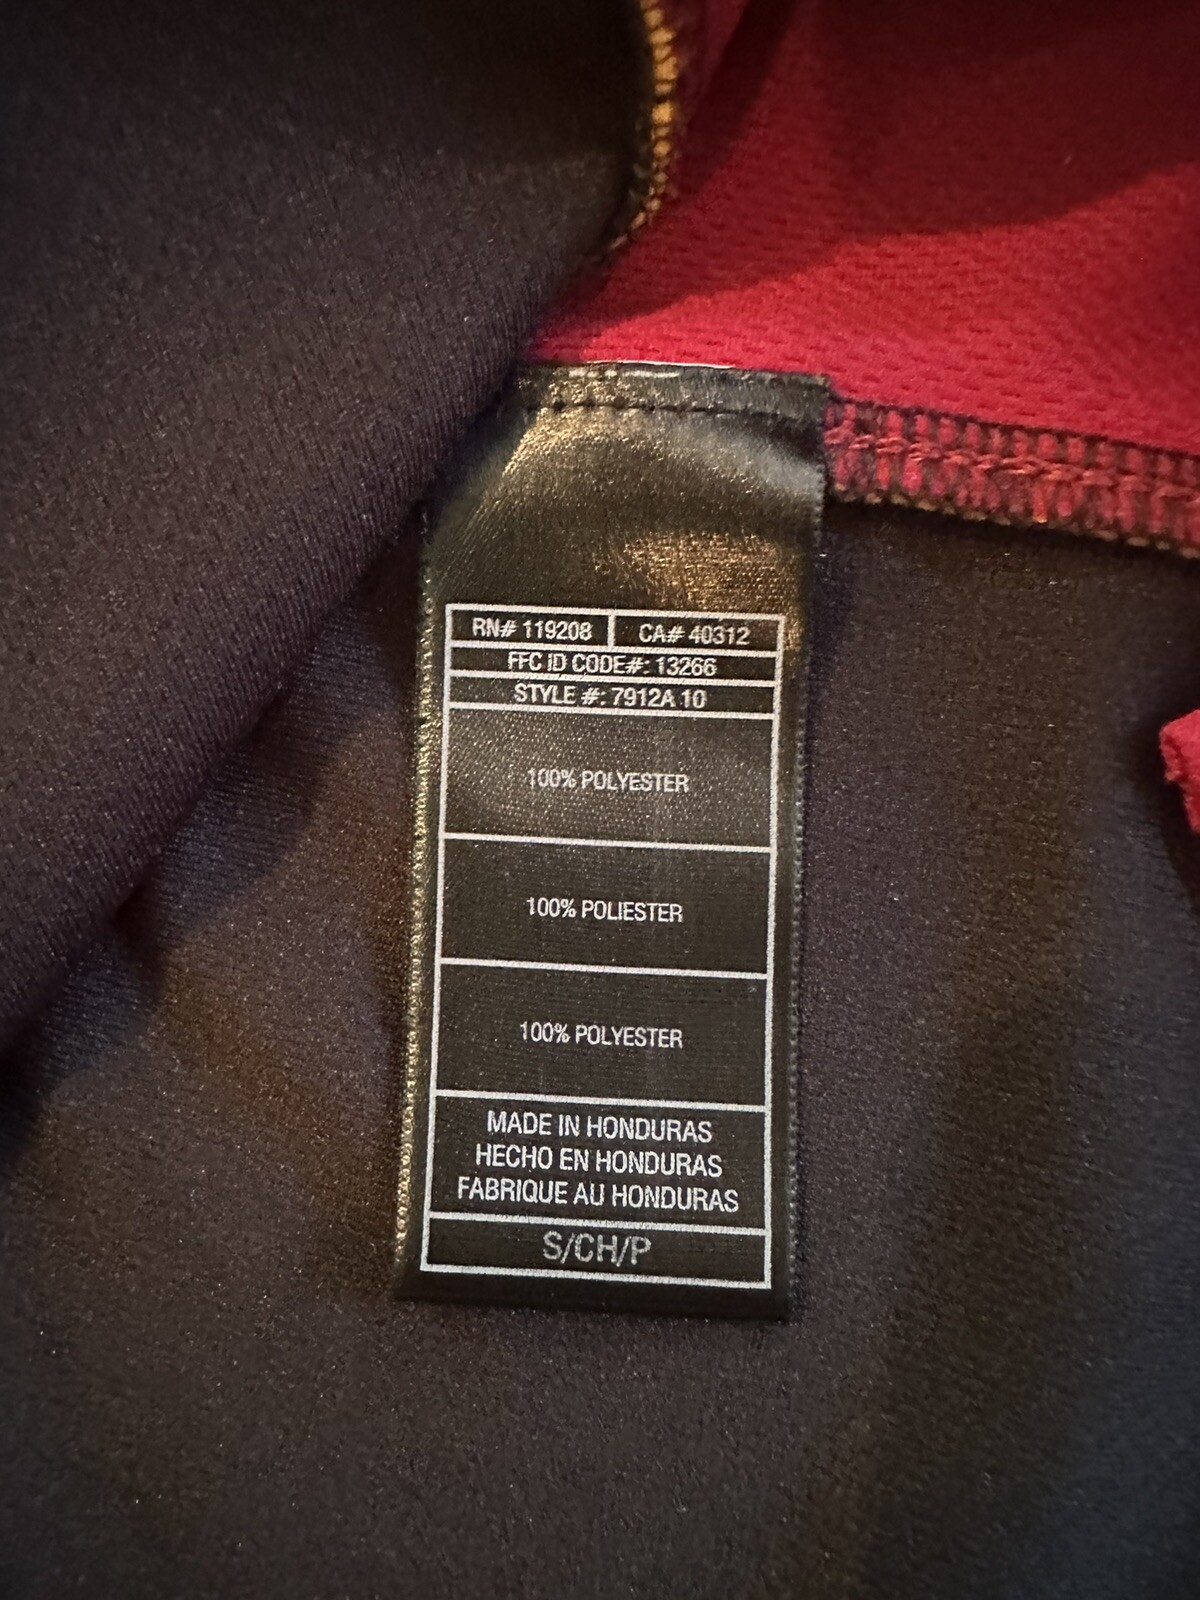 RN# 119208 CA# 40312
FFC ID CODE#: 13266
STYLE #: 7912A 10
100% POLYESTER
100% POLIESTER
100% POLYESTER
MADE IN HONDURAS
HECHO EN HONDURAS
FABRIQUE AU HONDURAS
S/CH/P